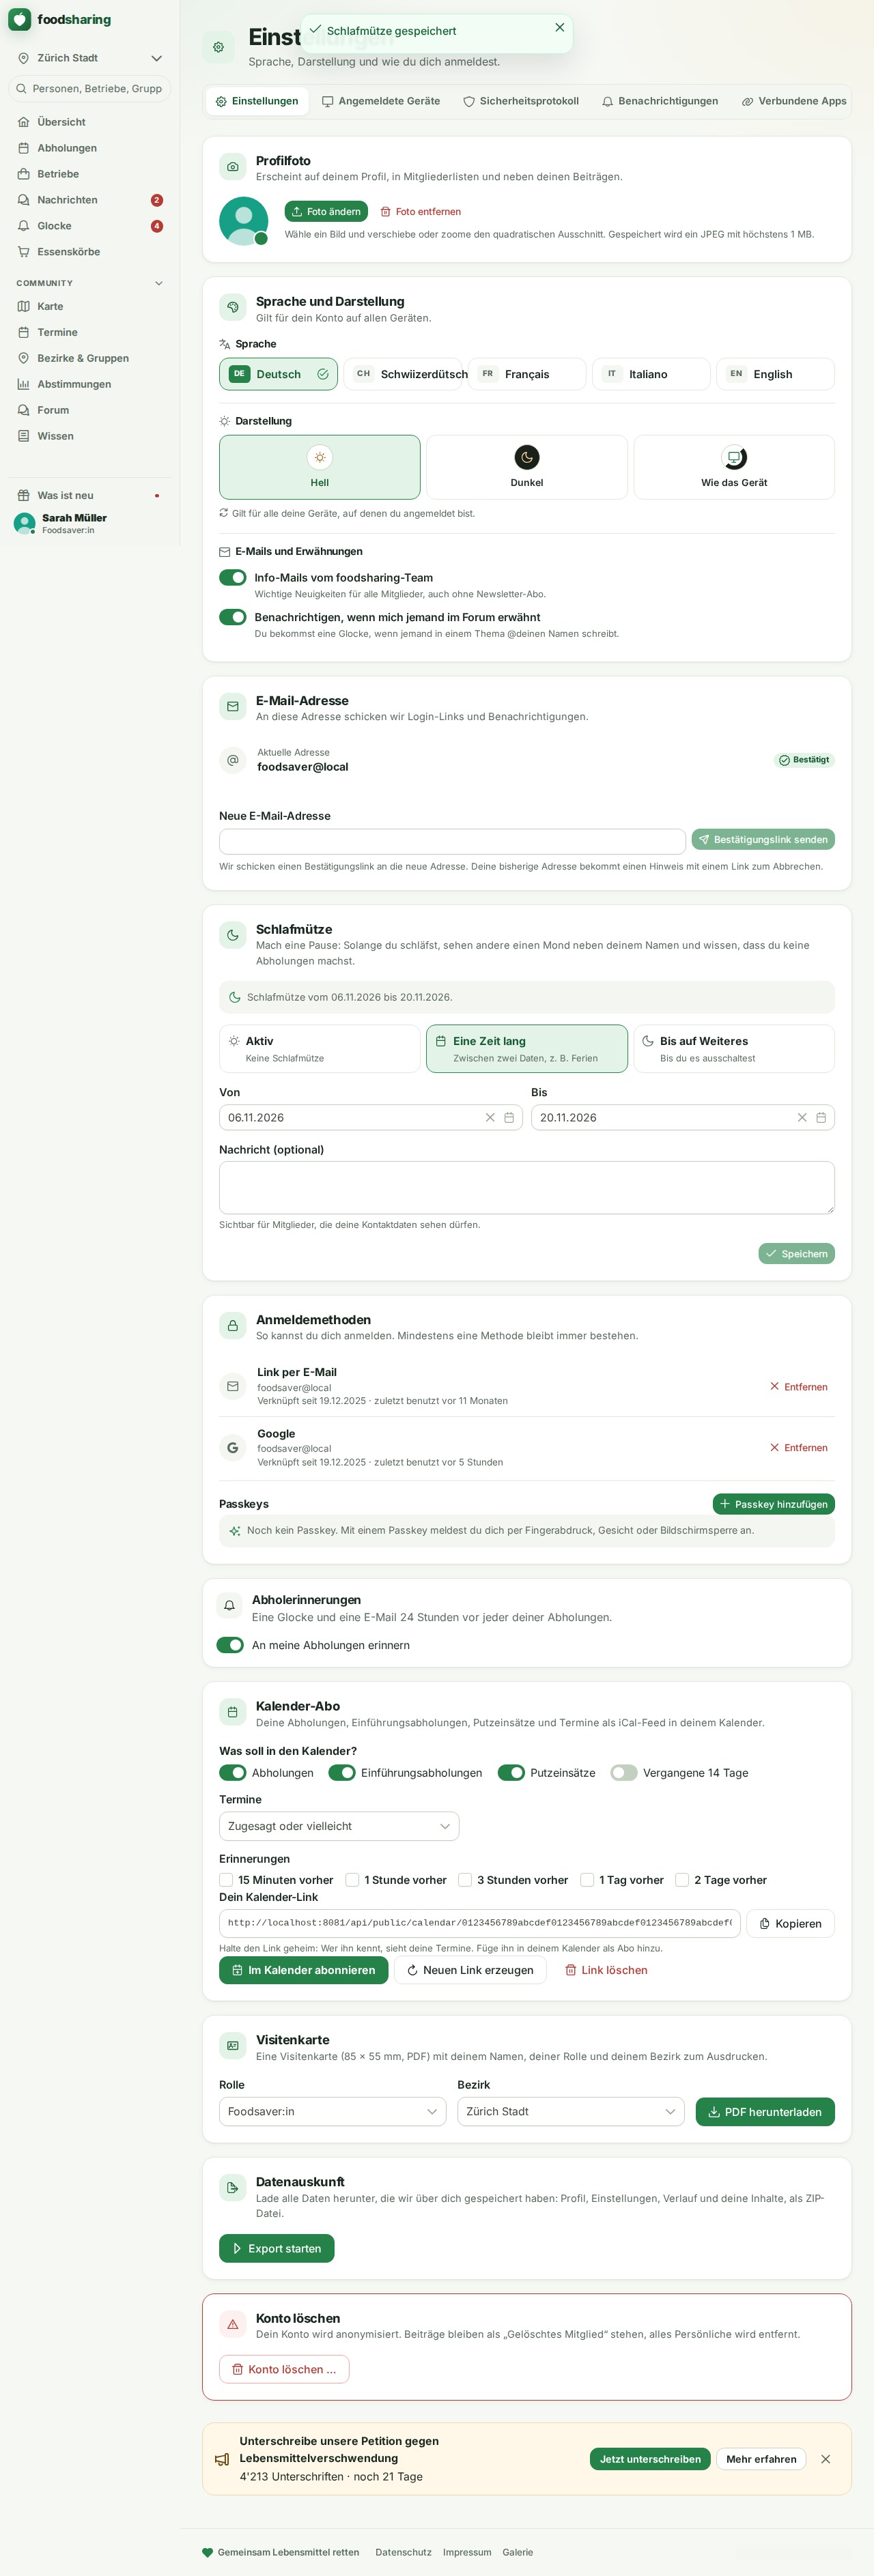 foodsharing
Zürich Stadt
Personen, Betriebe, Grupp
Übersicht
Abholungen
Betriebe
Nachrichten 2
Glocke 4
Essenskörbe
COMMUNITY
Karte
Termine
Bezirke & Gruppen
Abstimmungen
Forum
Wissen
Was ist neu
Sarah Müller
Foodsaver:in
Schlafmütze gespeichert
Sprache, Darstellung und wie du dich anmeldest.
Einstellungen Angemeldete Geräte Sicherheitsprotokoll Benachrichtigungen Verbundene Apps
Profilfoto
Erscheint auf deinem Profil, in Mitgliederlisten und neben deinen Beiträgen.
Foto ändern Foto entfernen
Wähle ein Bild und verschiebe oder zoome den quadratischen Ausschnitt. Gespeichert wird ein JPEG mit höchstens 1 MB.
Sprache und Darstellung
Gilt für dein Konto auf allen Geräten.
Sprache
DE Deutsch CH Schwiizerdütsch FR Français IT Italiano EN English
Darstellung
Hell Dunkel Wie das Gerät
Gilt für alle deine Geräte, auf denen du angemeldet bist.
E-Mails und Erwähnungen
Info-Mails vom foodsharing-Team
Wichtige Neuigkeiten für alle Mitglieder, auch ohne Newsletter-Abo.
Benachrichtigen, wenn mich jemand im Forum erwähnt
Du bekommst eine Glocke, wenn jemand in einem Thema @deinen Namen schreibt.
E-Mail-Adresse
An diese Adresse schicken wir Login-Links und Benachrichtigungen.
Aktuelle Adresse
foodsaver@local
Bestätigt
Neue E-Mail-Adresse
Bestätigungslink senden
Wir schicken einen Bestätigungslink an die neue Adresse. Deine bisherige Adresse bekommt einen Hinweis mit einem Link zum Abbrechen.
Schlafmütze
Mach eine Pause: Solange du schläfst, sehen andere einen Mond neben deinem Namen und wissen, dass du keine
Abholungen machst.
Schlafmütze vom 06.11.2026 bis 20.11.2026.
Aktiv
Keine Schlafmütze
Eine Zeit lang
Zwischen zwei Daten, z. B. Ferien
Bis auf Weiteres
Bis du es ausschaltest
Von Bis
06.11.2026 20.11.2026
Nachricht (optional)
Sichtbar für Mitglieder, die deine Kontaktdaten sehen dürfen.
Speichern
Anmeldemethoden
So kannst du dich anmelden. Mindestens eine Methode bleibt immer bestehen.
Link per E-Mail
foodsaver@local
Verknüpft seit 19.12.2025 · zuletzt benutzt vor 11 Monaten
Entfernen
Google
foodsaver@local
Verknüpft seit 19.12.2025 · zuletzt benutzt vor 5 Stunden
Entfernen
Passkeys
Passkey hinzufügen
Noch kein Passkey. Mit einem Passkey meldest du dich per Fingerabdruck, Gesicht oder Bildschirmsperre an.
Abholerinnerungen
Eine Glocke und eine E-Mail 24 Stunden vor jeder deiner Abholungen.
An meine Abholungen erinnern
Kalender-Abo
Deine Abholungen, Einführungsabholungen, Putzeinsätze und Termine als iCal-Feed in deinem Kalender.
Was soll in den Kalender?
Abholungen Einführungsabholungen Putzeinsätze Vergangene 14 Tage
Termine
Zugesagt oder vielleicht
Erinnerungen
15 Minuten vorher 1 Stunde vorher 3 Stunden vorher 1 Tag vorher 2 Tage vorher
Dein Kalender-Link
http://localhost:8081/api/public/calendar/0123456789abcdef0123456789abcdef0123456789abcdef
Kopieren
Halte den Link geheim: Wer ihn kennt, sieht deine Termine. Füge ihn in deinem Kalender als Abo hinzu.
Im Kalender abonnieren Neuen Link erzeugen Link löschen
Visitenkarte
Eine Visitenkarte (85 × 55 mm, PDF) mit deinem Namen, deiner Rolle und deinem Bezirk zum Ausdrucken.
Rolle Bezirk
Foodsaver:in Zürich Stadt PDF herunterladen
Datenauskunft
Lade alle Daten herunter, die wir über dich gespeichert haben: Profil, Einstellungen, Verlauf und deine Inhalte, als ZIP-
Datei.
Export starten
Konto löschen
Dein Konto wird anonymisiert. Beiträge bleiben als „Gelöschtes Mitglied“ stehen, alles Persönliche wird entfernt.
Konto löschen ...
Unterschreibe unsere Petition gegen
Lebensmittelverschwendung
4'213 Unterschriften · noch 21 Tage
Jetzt unterschreiben Mehr erfahren
Gemeinsam Lebensmittel retten Datenschutz Impressum Galerie